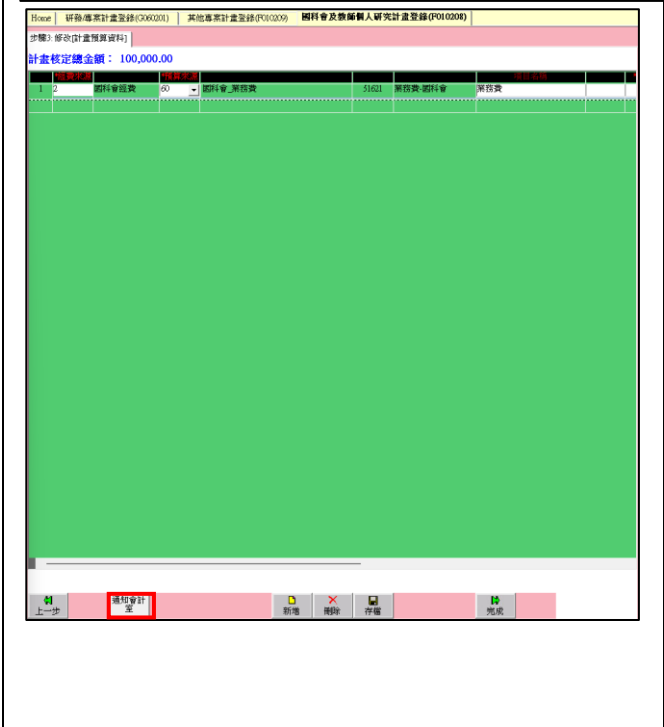 Home 研發/專案計畫登錄(G060201) 其他專案計畫登錄(F010209) 國科會及教師個人研究計畫登錄(F010208)
步驟3: 修改[計畫預算資料]
計畫核定總金額： 100,000.00
*經費來源 *預算來源 項目名稱 *
1 2 國科會經費 60 國科會_業務費 51621 業務費-國科會 業務費
上一步 通知會計室 新增 刪除 存檔 完成